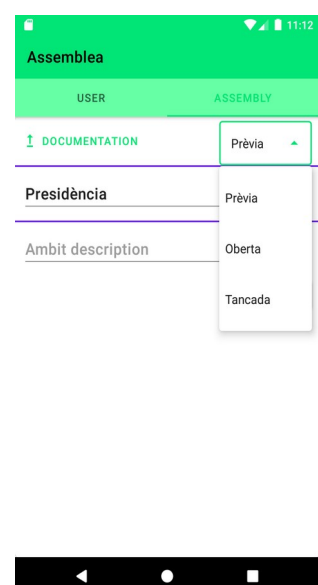 11:12
Assemblea
USER ASSEMBLY
DOCUMENTATION Prèvia
Presidència Prèvia
Ambit description Oberta
Tancada